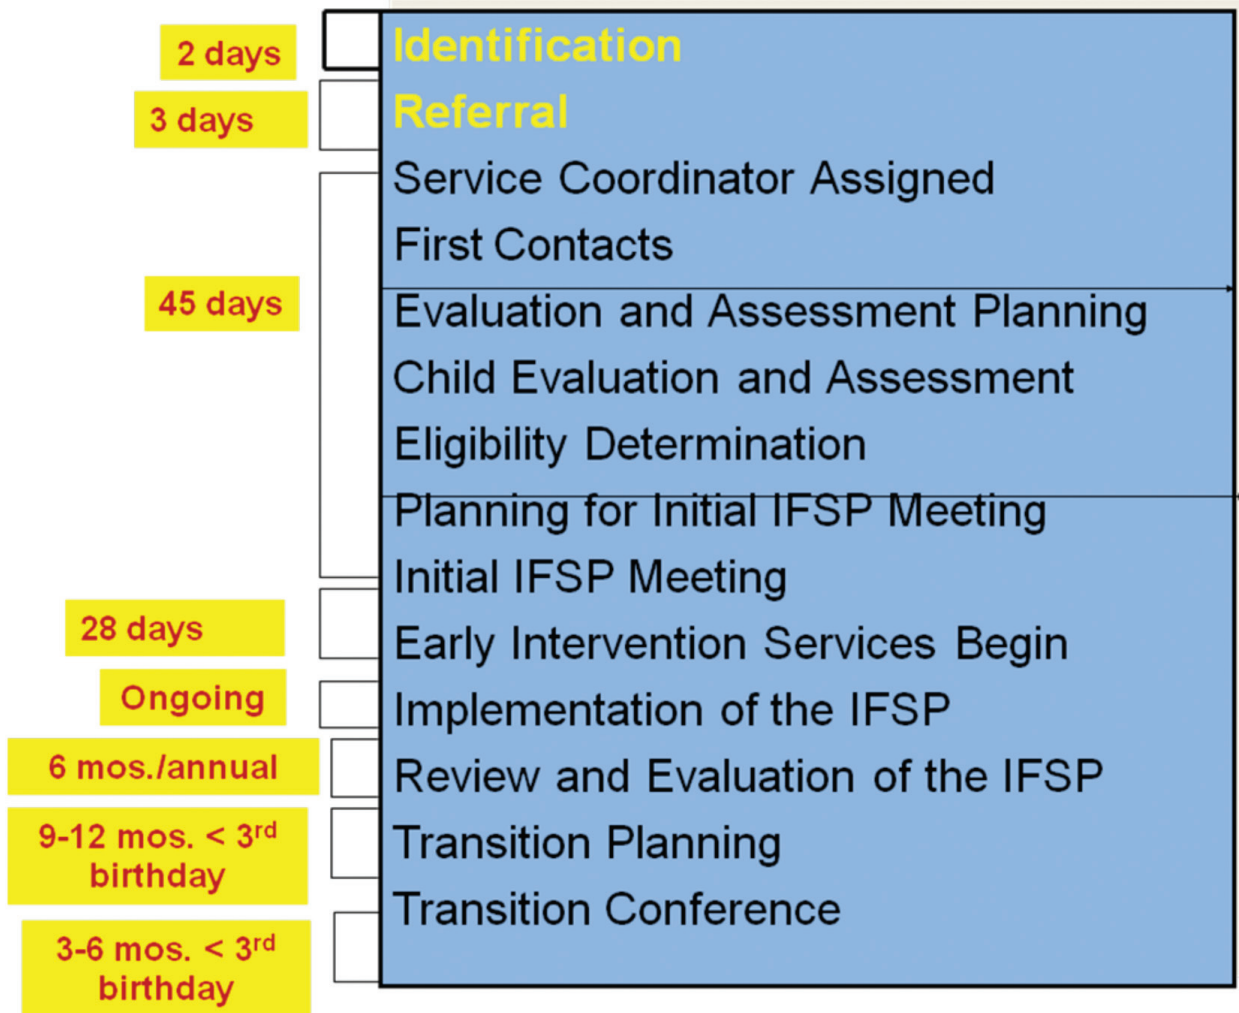 2 days
Identification
3 days
Referral
Service Coordinator Assigned
First Contacts
45 days
Evaluation and Assessment Planning
Child Evaluation and Assessment
Eligibility Determination
Planning for Initial IFSP Meeting
Initial IFSP Meeting
28 days
Early Intervention Services Begin
Ongoing
Implementation of the IFSP
6 mos./annual
Review and Evaluation of the IFSP
9-12 mos. < 3rd
birthday
Transition Planning
Transition Conference
3-6 mos. < 3rd
birthday